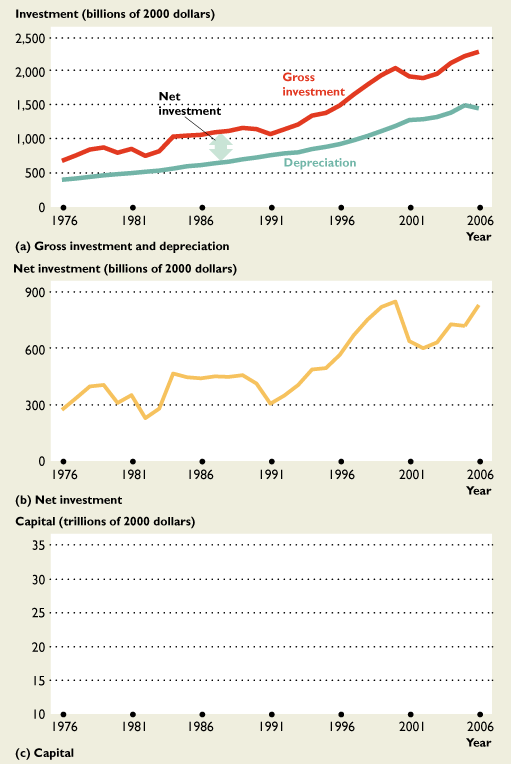 Investment (billions of 2000 dollars)
2,500
2,000
1,500
1,000
500
0
Gross
investment
Net
investment
Depreciation
1976 1981 1986 1991 1996 2001 2006
Year
(a) Gross investment and depreciation
Net investment (billions of 2000 dollars)
900
600
300
0
1976 1981 1986 1991 1996 2001 2006
Year
(b) Net investment
Capital (trillions of 2000 dollars)
35
30
25
20
15
10
1976 1981 1986 1991 1996 2001 2006
Year
(c) Capital